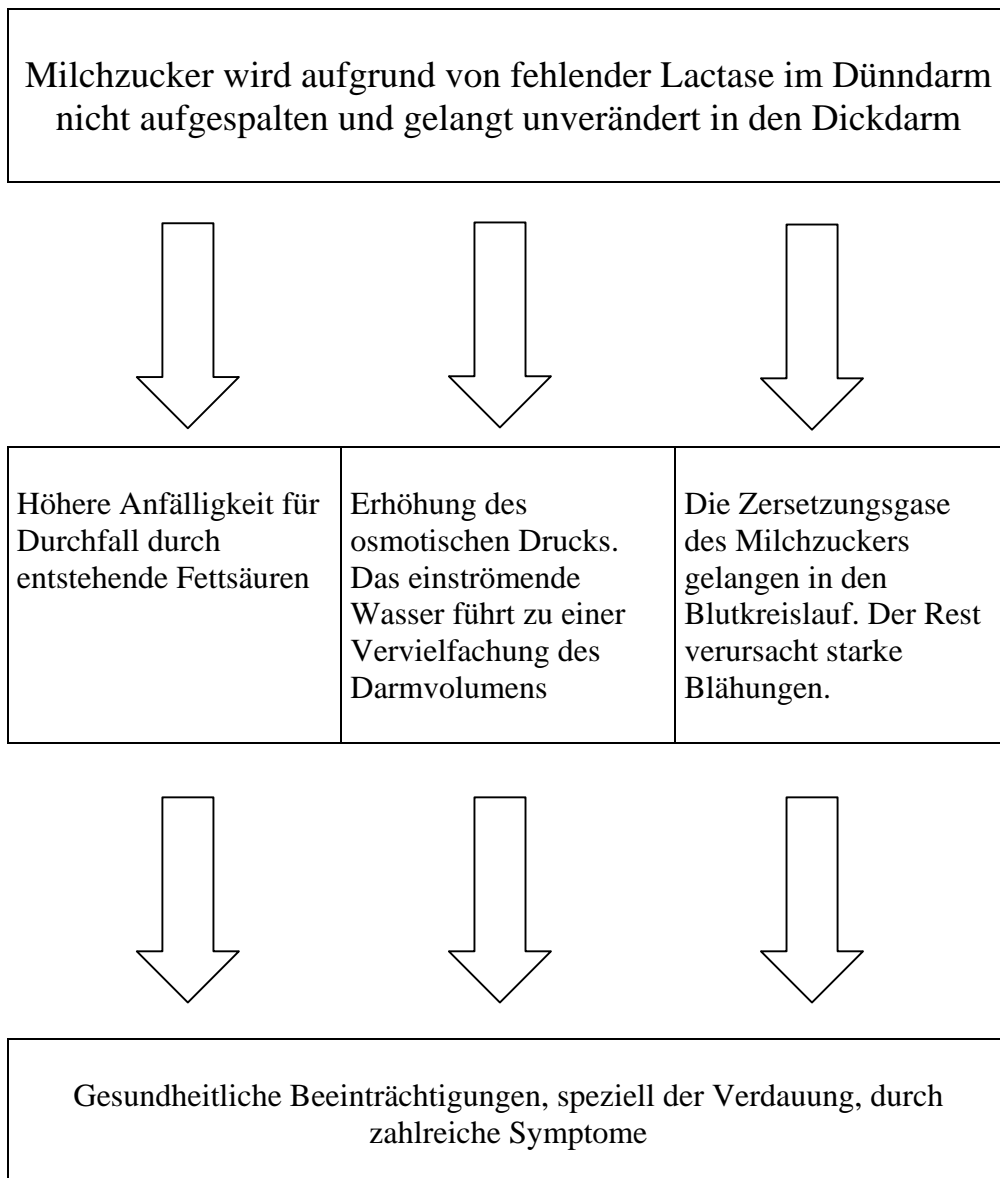 Milchzucker wird aufgrund von fehlender Lactase im Dünndarm
nicht aufgespalten und gelangt unverändert in den Dickdarm
Höhere Anfälligkeit für
Durchfall durch
entstehende Fettsäuren
Erhöhung des
osmotischen Drucks.
Das einströmende
Wasser führt zu einer
Vervielfachung des
Darmvolumens
Die Zersetzungsgase
des Milchzuckers
gelangen in den
Blutkreislauf. Der Rest
verursacht starke
Blähungen.
Gesundheitliche Beeinträchtigungen, speziell der Verdauung, durch
zahlreiche Symptome